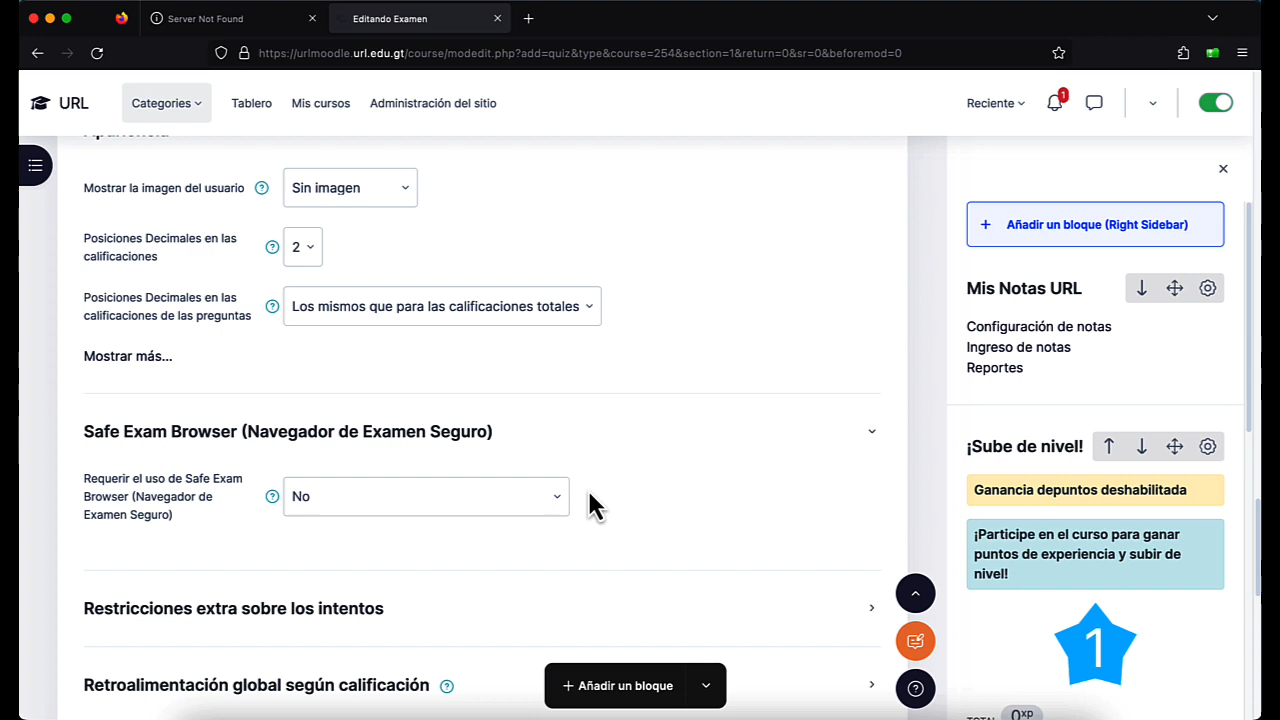 Server Not Found
Editando Examen
https://urlmoodle.url.edu.gt/course/modedit.php?add=quiz&type&course=254&section=1&return=0&sr=0&beforemod=0
URL
Categories
Tablero
Mis cursos
Administración del sitio
Reciente
1
Apariencia
Mostrar la imagen del usuario
Sin imagen
Posiciones Decimales en las
calificaciones
2
Posiciones Decimales en las
calificaciones de las preguntas
Los mismos que para las calificaciones totales
Mostrar más...
Safe Exam Browser (Navegador de Examen Seguro)
Requerir el uso de Safe Exam
Browser (Navegador de
Examen Seguro)
No
Restricciones extra sobre los intentos
Retroalimentación global según calificación
+ Añadir un bloque
+ Añadir un bloque (Right Sidebar)
Mis Notas URL
Configuración de notas
Ingreso de notas
Reportes
¡Sube de nivel!
Ganancia depuntos deshabilitada
¡Participe en el curso para ganar
puntos de experiencia y subir de
nivel!
1
TOTAL
0xp